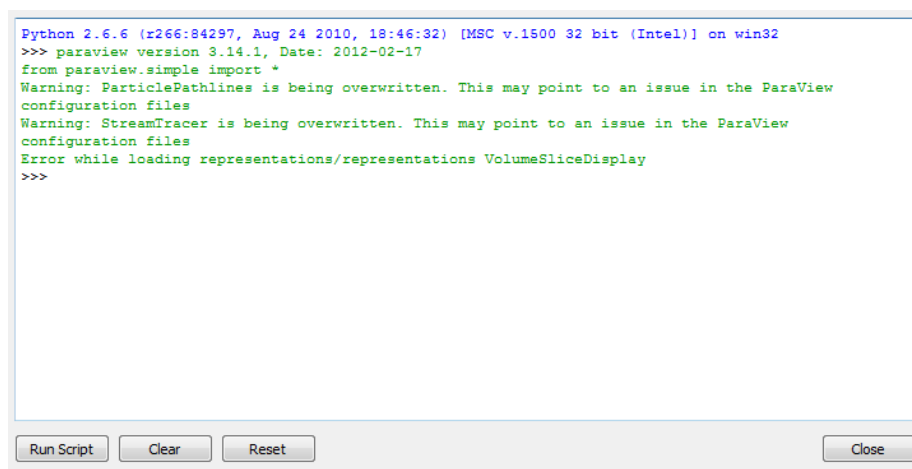 Python 2.6.6 (r266:84297, Aug 24 2010, 18:46:32) [MSC v.1500 32 bit (Intel)] on win32
>>> paraview version 3.14.1, Date: 2012-02-17
from paraview.simple import *
Warning: ParticlePathlines is being overwritten. This may point to an issue in the ParaView
configuration files
Warning: StreamTracer is being overwritten. This may point to an issue in the ParaView
configuration files
Error while loading representations/representations VolumeSliceDisplay
>>>
Run Script Clear Reset Close